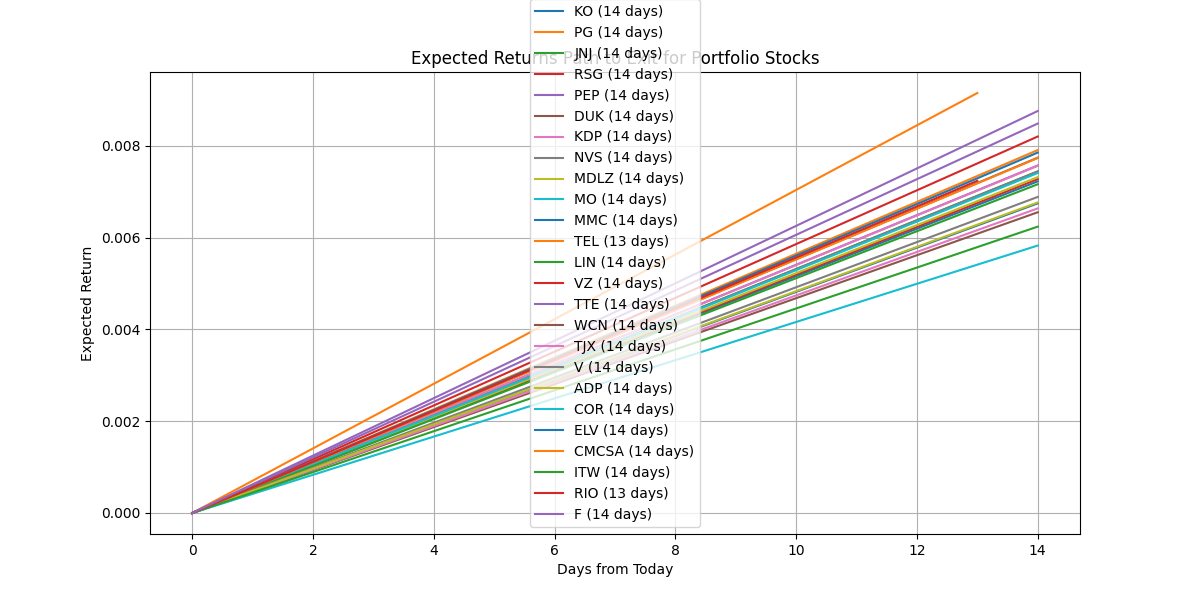 KO (14 days)
PG (14 days)
JNJ (14 days)
Expected Returns Path to Exit for Portfolio Stocks
RSG (14 days)
PEP (14 days)
DUK (14 days)
KDP (14 days)
NVS (14 days)
MDLZ (14 days)
MO (14 days)
MMC (14 days)
TEL (13 days)
LIN (14 days)
VZ (14 days)
TTE (14 days)
WCN (14 days)
TJX (14 days)
V (14 days)
ADP (14 days)
COR (14 days)
ELV (14 days)
CMCSA (14 days)
ITW (14 days)
RIO (13 days)
F (14 days)
Expected Return
0.008
0.006
0.004
0.002
0.000
0 2 4 6 8 10 12 14
Days from Today